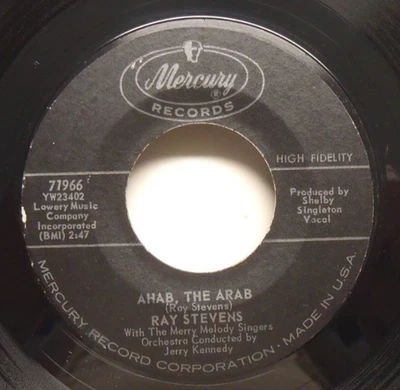 Mercury
®
RECORDS
HIGH FIDELITY
71966
YW23402
Lowery Music
Company
Incorporated
(BMI) 2:47
Produced by
Shelby
Singleton
Vocal
AHAB, THE ARAB
(Ray Stevens)
RAY STEVENS
With The Merry Melody Singers
Orchestra Conducted by
Jerry Kennedy
MERCURY RECORD CORPORATION • MADE IN U.S.A.